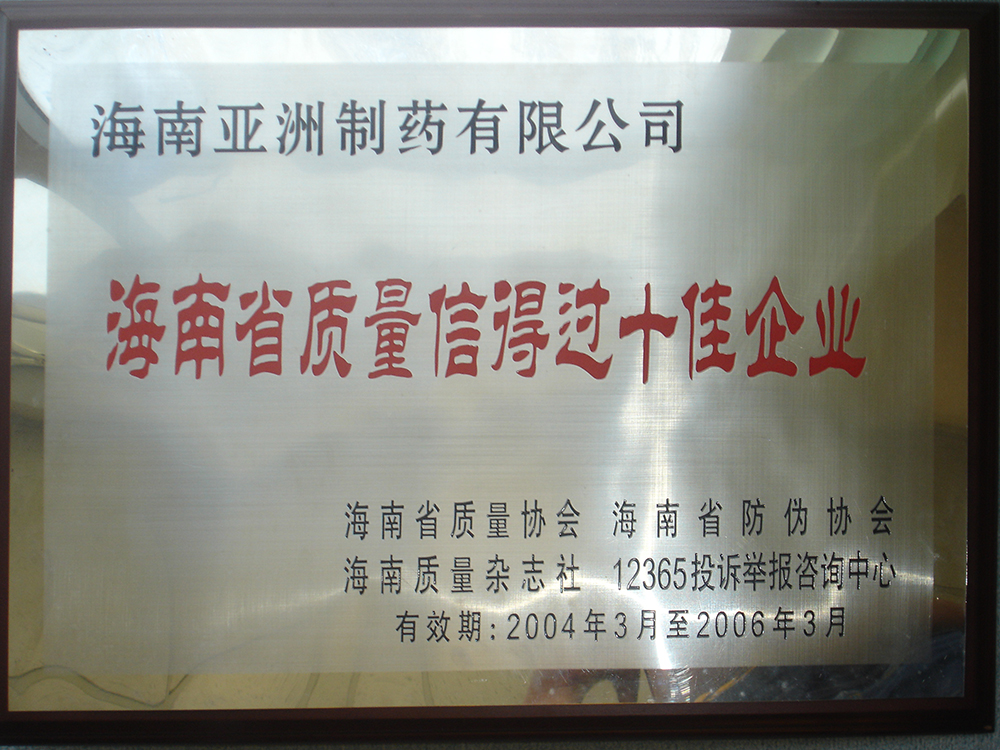 海南亚洲制药有限公司
海南省质量信得过十佳企业
海南省质量协会 海南省防伪协会
海南质量杂志社 12365投诉举报咨询中心
有效期:2004年3月至2006年3月